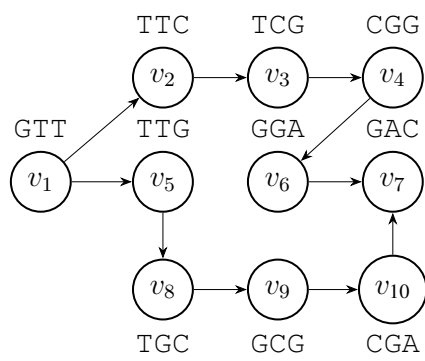 TTC TCG CGG
v2 v3 v4
GTT TTG GGA GAC
v1 v5 v6 v7
v8 v9 v10
TGC GCG CGA